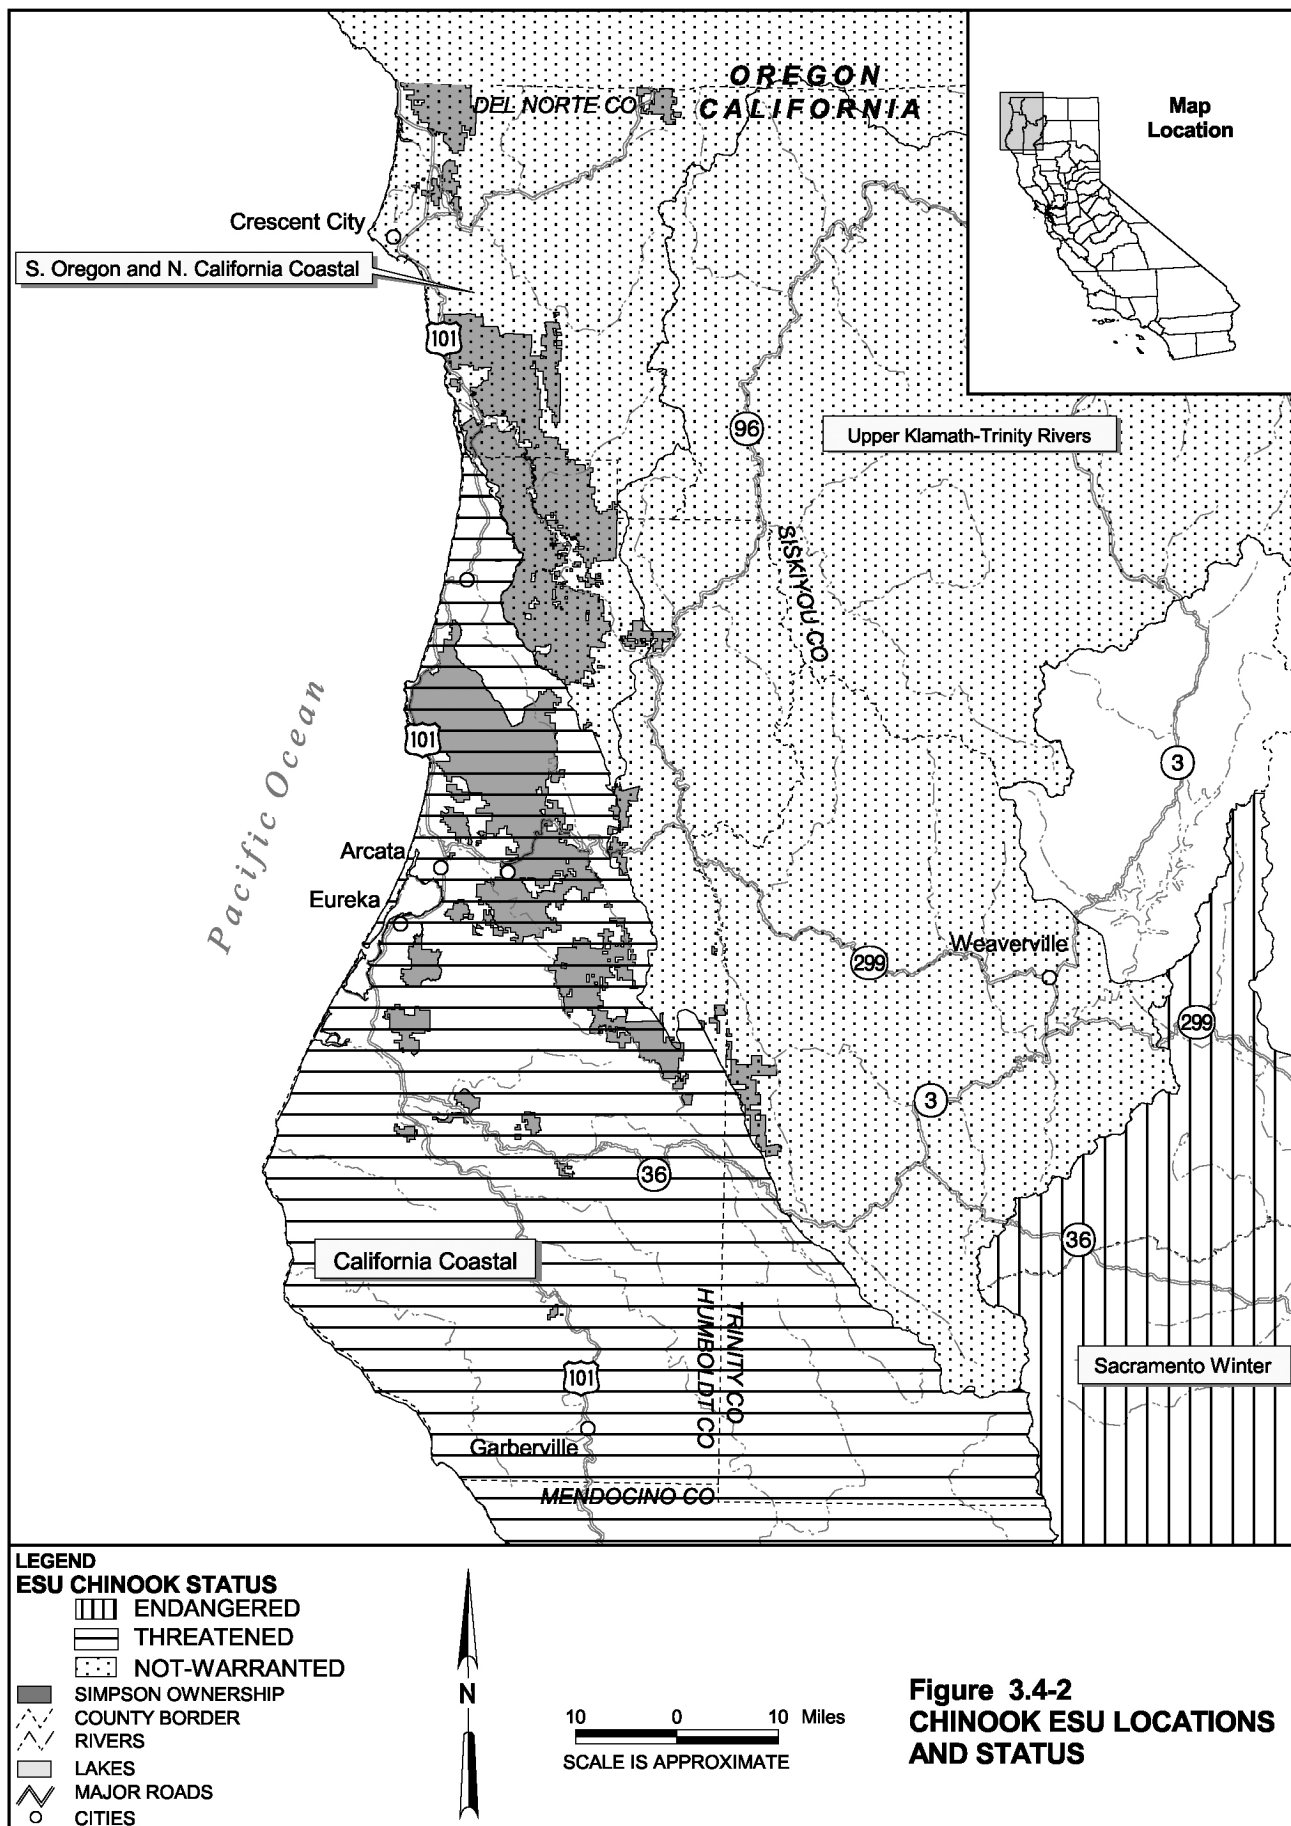 OREGON
DEL NORTE CO
CALIFORNIA
Map
Location
Crescent City
S. Oregon and N. California Coastal
101
96
Upper Klamath-Trinity Rivers
SISKIYOU CO
Pacific Ocean
101
3
Arcata
Eureka
Weaverville
299
299
3
36
36
California Coastal
TRINITY CO
HUMBOLDT CO
Sacramento Winter
101
Garberville
MENDOCINO CO
LEGEND
ESU CHINOOK STATUS
ENDANGERED
THREATENED
NOT-WARRANTED
SIMPSON OWNERSHIP
COUNTY BORDER
RIVERS
LAKES
MAJOR ROADS
CITIES
N
10 0 10 Miles
SCALE IS APPROXIMATE
Figure 3.4-2
CHINOOK ESU LOCATIONS
AND STATUS